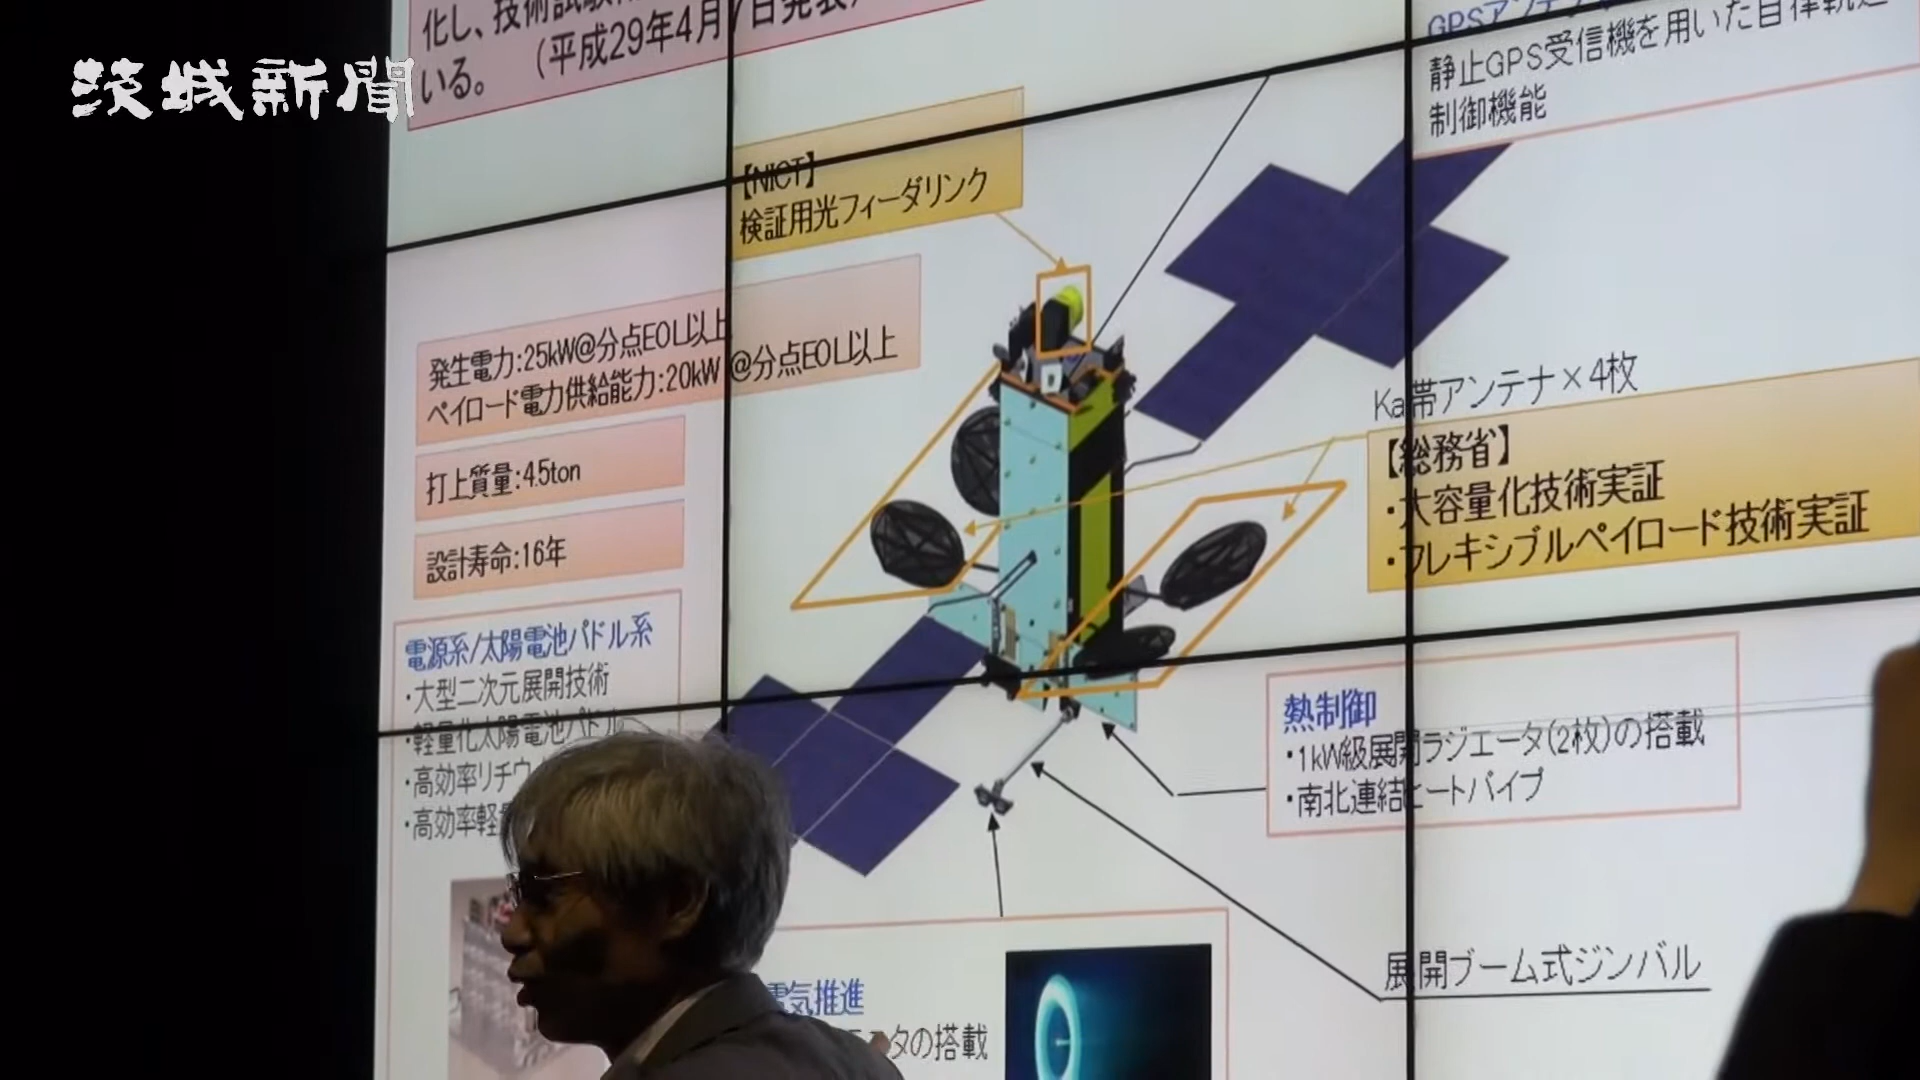 茨城新聞
化し、技術試験
いる。 (平成29年4月7日発表)
GPSアンテナ
静止GPS受信機を用いた自律軌道
制御機能
【NICT】
検証用光フィーダリンク
発生電力:25kW@分点EOL以上
ペイロード電力供給能力:20kW@分点EOL以上
打上質量:4.5ton
設計寿命:16年
Ka帯アンテナ×4枚
【総務省】
・大容量化技術実証
・フレキシブルペイロード技術実証
電源系/太陽電池パドル系
・大型二次元展開技術
・軽量化太陽電池パドル
・高効率リチウ
・高効率軽
熱制御
・1kW級展開ラジエータ(2枚)の搭載
・南北連結ヒートパイプ
展開ブーム式ジンバル
電気推進
タの搭載